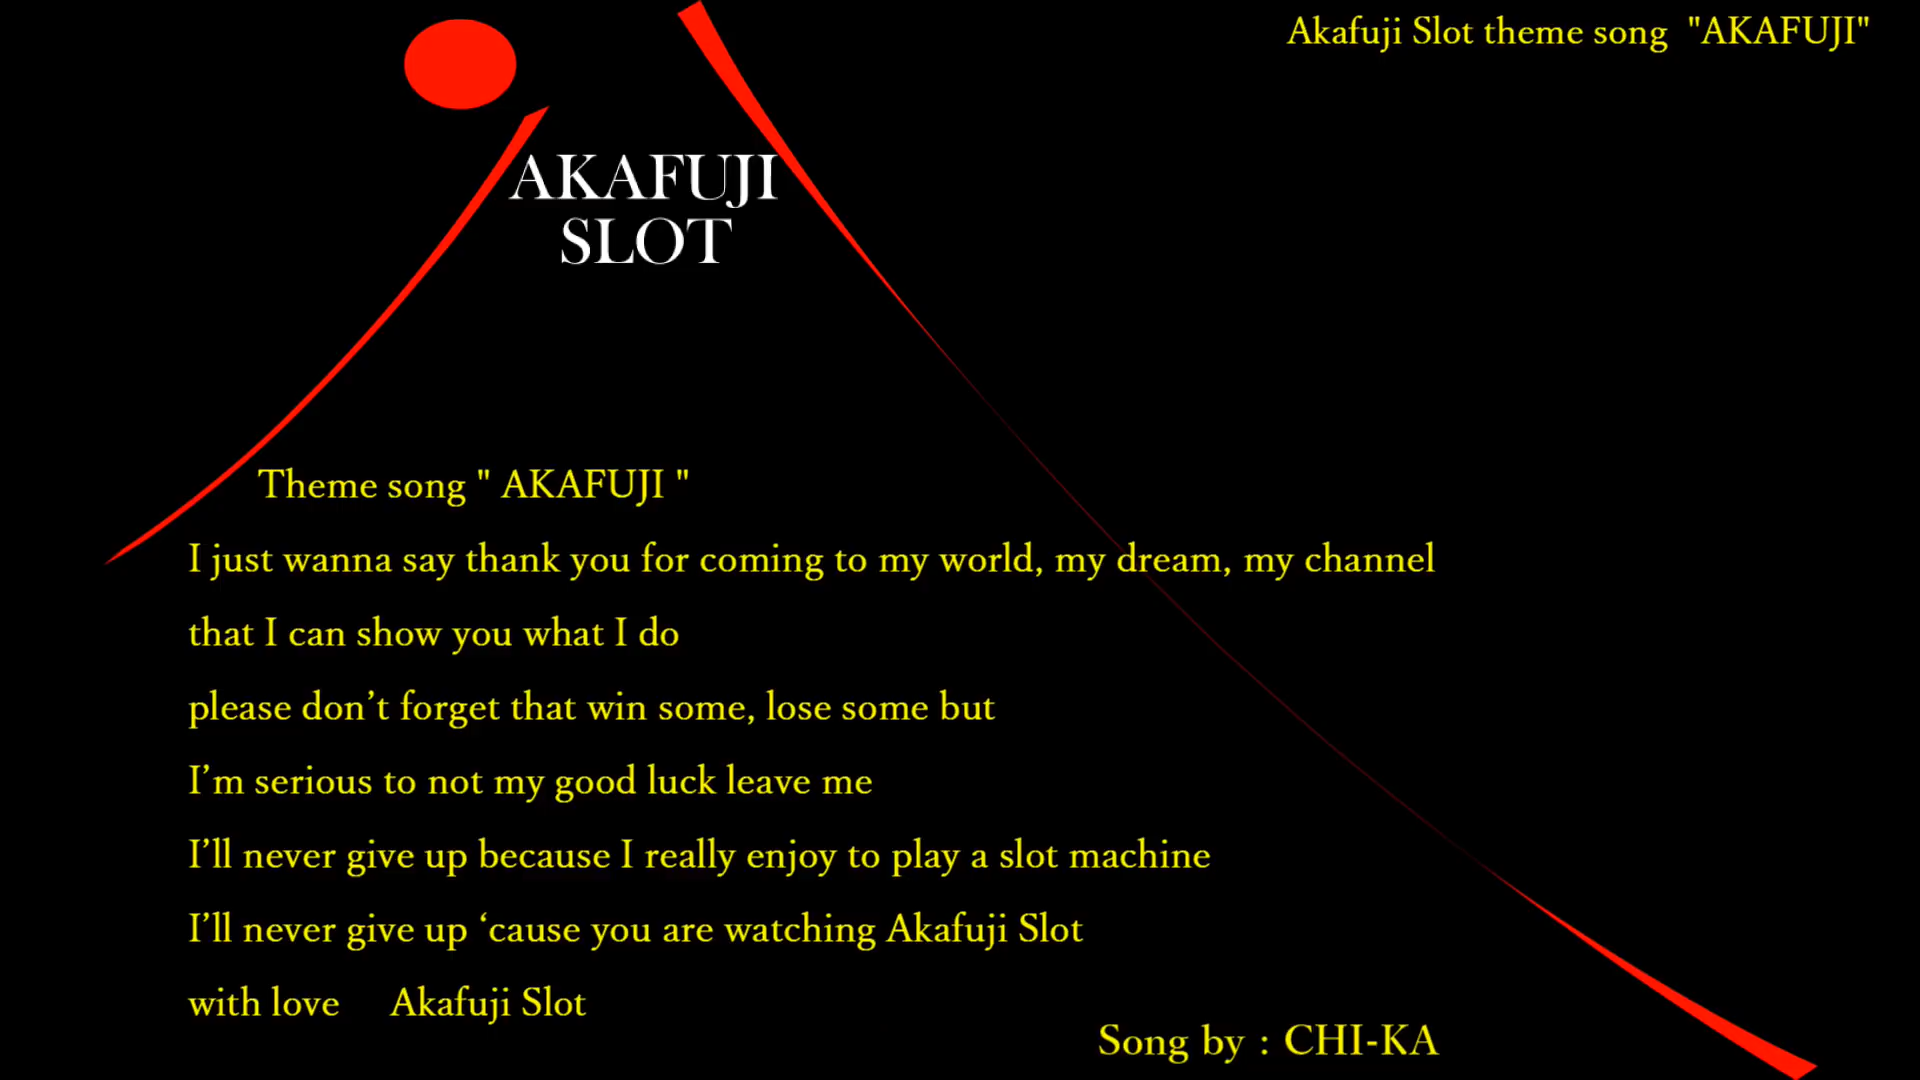 Akafuji Slot theme song "AKAFUJI"
AKAFUJI
SLOT
Theme song " AKAFUJI "
I just wanna say thank you for coming to my world, my dream, my channel
that I can show you what I do
please don’t forget that win some, lose some but
I’m serious to not my good luck leave me
I’ll never give up because I really enjoy to play a slot machine
I’ll never give up ‘cause you are watching Akafuji Slot
with love Akafuji Slot
Song by : CHI-KA